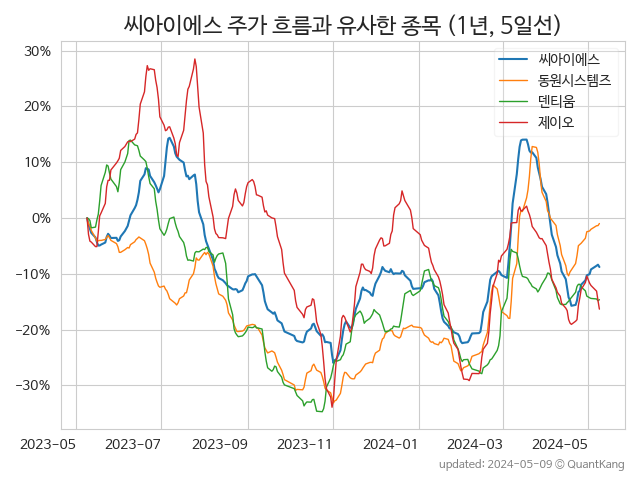 씨아이에스 주가 흐름과 유사한 종목 (1년, 5일선)
30%
20%
10%
0%
−10%
−20%
−30%
씨아이에스
동원시스템즈
덴티움
제이오
2023-05
2023-07
2023-09
2023-11
2024-01
2024-03
2024-05
updated: 2024-05-09 ⓒ QuantKang